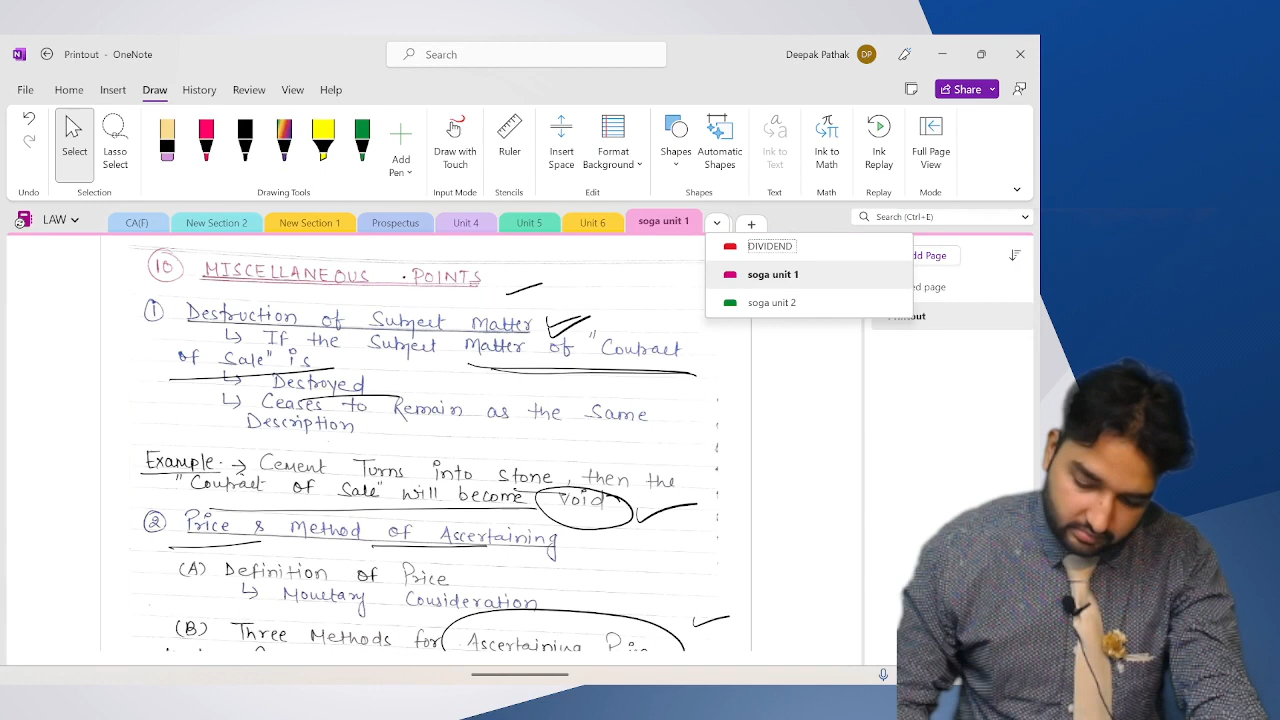 Printout - OneNote
Search
Deepak Pathak
DP
File Home Insert Draw History Review View Help
Share
Select
Lasso Select
Add Pen
Draw with Touch
Ruler
Insert Space
Format Background
Shapes
Automatic Shapes
Ink to Text
Ink to Math
Ink Replay
Full Page View
Undo Selection Drawing Tools Input Mode Stencils Edit Shapes Text Math Replay Mode
LAW
CA(F) New Section 2 New Section 1 Prospectus Unit 4 Unit 5 Unit 6 soga unit 1
Search (Ctrl+E)
DIVIDEND
soga unit 1
soga unit 2
dd Page
ed page
out
10 MISCELLANEOUS POINTS
1 Destruction of Subject Matter
↳ If the Subject Matter of "Contract
of Sale" is
↳ Destroyed
↳ Ceases to Remain as the Same
Description
Example → Cement Turns into stone, then the
"Contract of Sale" will become void
2 Price & Method of Ascertaining
(A) Definition of Price
↳ Monetary Consideration
(B) Three Methods for Ascertaining